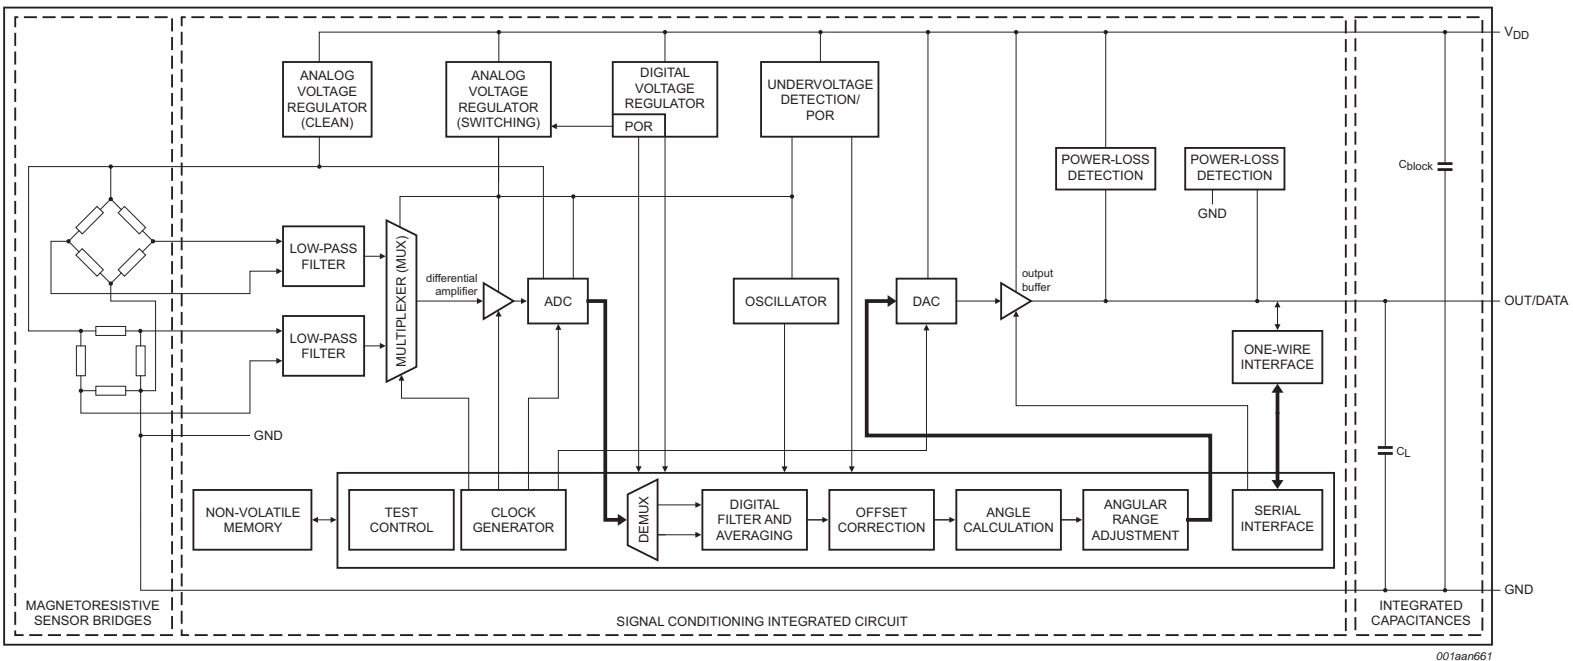 VDD
ANALOG
VOLTAGE
REGULATOR
(CLEAN)
ANALOG
VOLTAGE
REGULATOR
(SWITCHING)
DIGITAL
VOLTAGE
REGULATOR
POR
UNDERVOLTAGE
DETECTION/
POR
POWER-LOSS
DETECTION
POWER-LOSS
DETECTION
GND
Cblock
LOW-PASS
FILTER
LOW-PASS
FILTER
MULTIPLEXER (MUX)
differential
amplifier
ADC
OSCILLATOR
DAC
output
buffer
OUT/DATA
ONE-WIRE
INTERFACE
GND
CL
NON-VOLATILE
MEMORY
TEST
CONTROL
CLOCK
GENERATOR
DEMUX
DIGITAL
FILTER AND
AVERAGING
OFFSET
CORRECTION
ANGLE
CALCULATION
ANGULAR
RANGE
ADJUSTMENT
SERIAL
INTERFACE
GND
MAGNETORESISTIVE
SENSOR BRIDGES
SIGNAL CONDITIONING INTEGRATED CIRCUIT
INTEGRATED
CAPACITANCES
001aan661